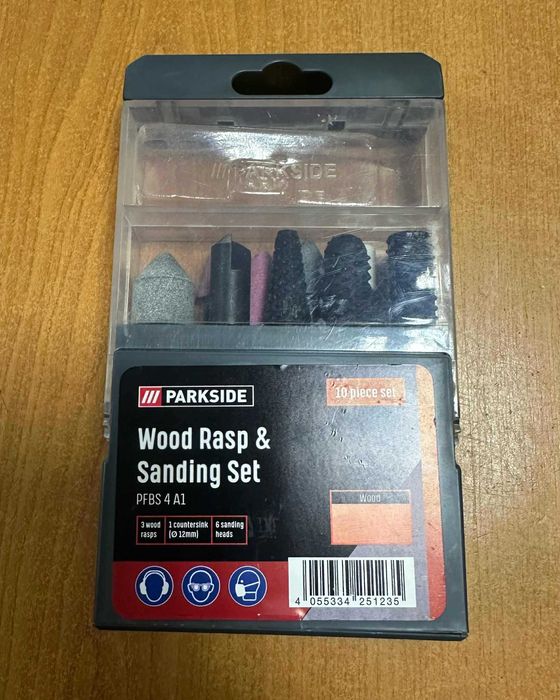 PARKSIDE
PARKSIDE
10 piece set
Wood Rasp &
Sanding Set
PFBS 4 A1
Wood
3 wood
rasps
1 countersink
(Ø 12mm)
6 sanding
heads
4 055334 251235